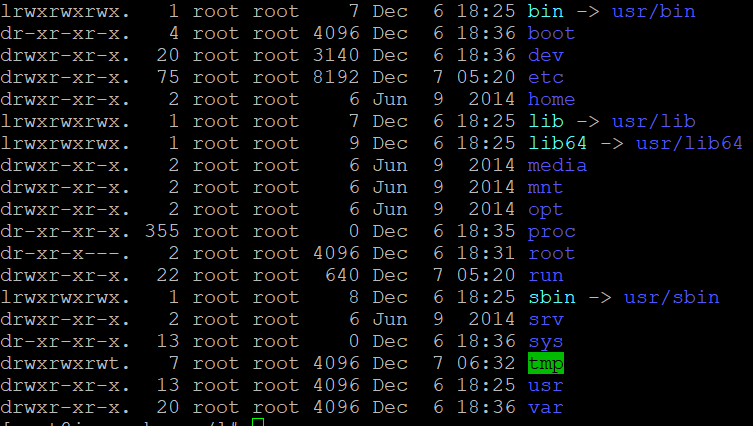 lrwxrwxrwx.   1 root root    7 Dec  6 18:25 bin -> usr/bin
dr-xr-xr-x.   4 root root 4096 Dec  6 18:36 boot
drwxr-xr-x.  20 root root 3140 Dec  6 18:36 dev
drwxr-xr-x.  75 root root 8192 Dec  7 05:20 etc
drwxr-xr-x.   2 root root    6 Jun  9  2014 home
lrwxrwxrwx.   1 root root    7 Dec  6 18:25 lib -> usr/lib
lrwxrwxrwx.   1 root root    9 Dec  6 18:25 lib64 -> usr/lib64
drwxr-xr-x.   2 root root    6 Jun  9  2014 media
drwxr-xr-x.   2 root root    6 Jun  9  2014 mnt
drwxr-xr-x.   2 root root    6 Jun  9  2014 opt
dr-xr-xr-x. 355 root root    0 Dec  6 18:35 proc
dr-xr-x---.   2 root root 4096 Dec  6 18:31 root
drwxr-xr-x.  22 root root  640 Dec  7 05:20 run
lrwxrwxrwx.   1 root root    8 Dec  6 18:25 sbin -> usr/sbin
drwxr-xr-x.   2 root root    6 Jun  9  2014 srv
dr-xr-xr-x.  13 root root    0 Dec  6 18:36 sys
drwxrwxrwt.   7 root root 4096 Dec  7 06:32 tmp
drwxr-xr-x.  13 root root 4096 Dec  6 18:25 usr
drwxr-xr-x.  20 root root 4096 Dec  6 18:36 var